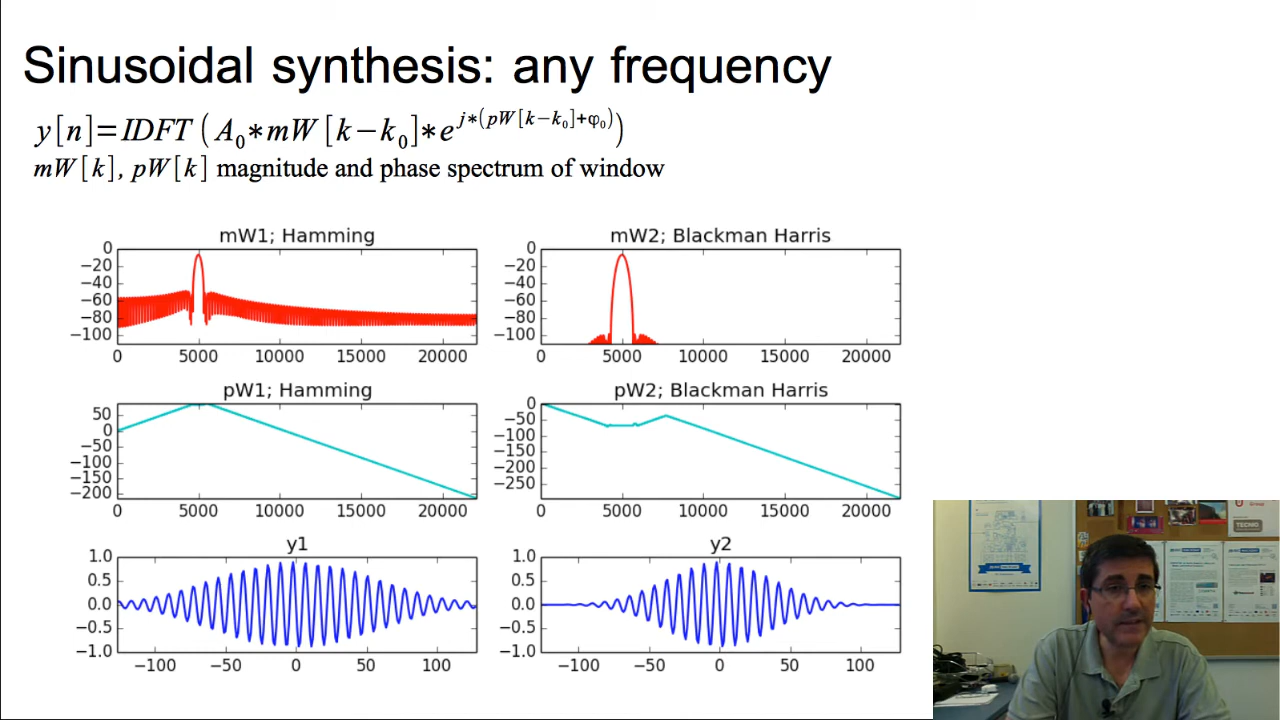 Sinusoidal synthesis: any frequency
y[n]=IDFT(A₀∗mW[k−k₀]∗e^{j∗(pW[k−k₀]+φ₀)})
mW[k], pW[k] magnitude and phase spectrum of window
mW1; Hamming
0
−20
−40
−60
−80
−100
0 5000 10000 15000 20000
mW2; Blackman Harris
0
−20
−40
−60
−80
−100
0 5000 10000 15000 20000
pW1; Hamming
50
0
−50
−100
−150
−200
0 5000 10000 15000 20000
pW2; Blackman Harris
0
−50
−100
−150
−200
−250
0 5000 10000 15000 20000
y1
1.0
0.5
0.0
−0.5
−1.0
−100 −50 0 50 100
y2
1.0
0.5
0.0
−0.5
−1.0
−100 −50 0 50 100
Group
TECNIO